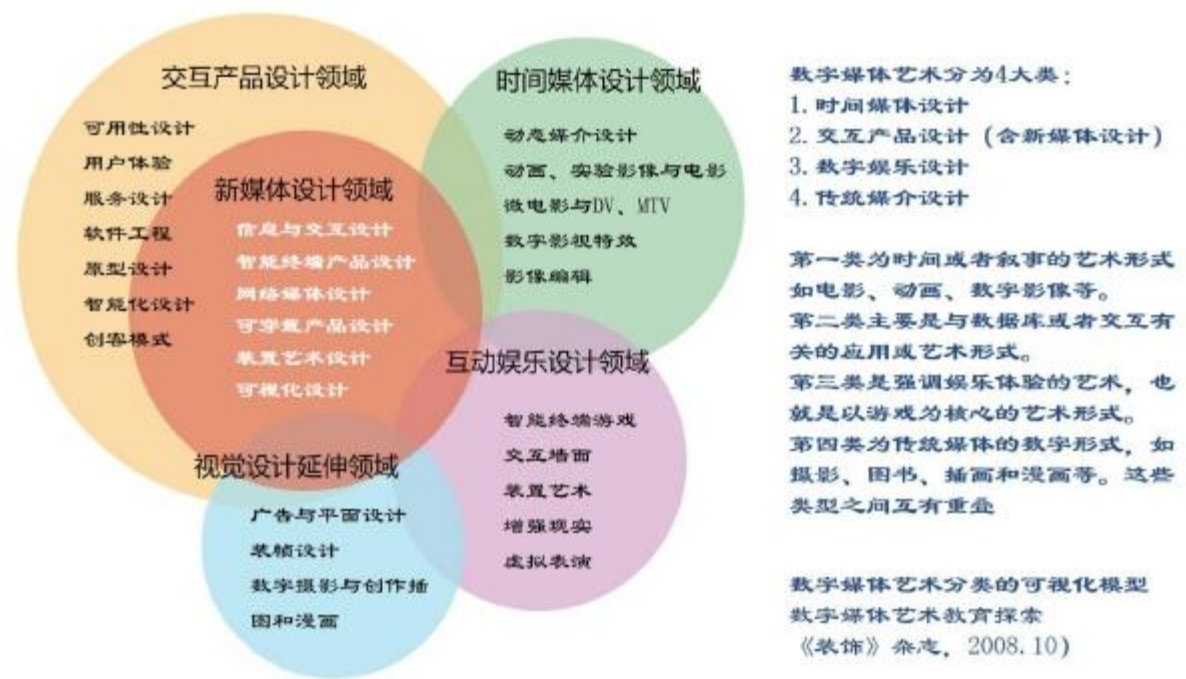 交互产品设计领域
可用性设计
用户体验
服务设计
软件工程
原型设计
智能化设计
创客模式
新媒体设计领域
信息与交互设计
智能终端产品设计
网络媒体设计
可穿戴产品设计
装置艺术设计
可视化设计
时间媒体设计领域
动态媒介设计
动画、实验影像与电影
微电影与DV、MTV
数字影视特效
影像编辑
互动娱乐设计领域
智能终端游戏
交互墙面
装置艺术
增强现实
虚拟表演
视觉设计延伸领域
广告与平面设计
装帧设计
数字摄影与创作插
图和漫画
数字媒体艺术分为4大类：
1. 时间媒体设计
2. 交互产品设计（含新媒体设计）
3. 数字娱乐设计
4. 传统媒介设计
第一类为时间或者叙事的艺术形式
如电影、动画、数字影像等。
第二类主要是与数据库或者交互有
关的应用或艺术形式。
第三类是强调娱乐体验的艺术，也
就是以游戏为核心的艺术形式。
第四类为传统媒体的数字形式，如
摄影、图书、插画和漫画等。这些
类型之间互有重叠
数字媒体艺术分类的可视化模型
数字媒体艺术教育探索
《装饰》杂志，2008.10）